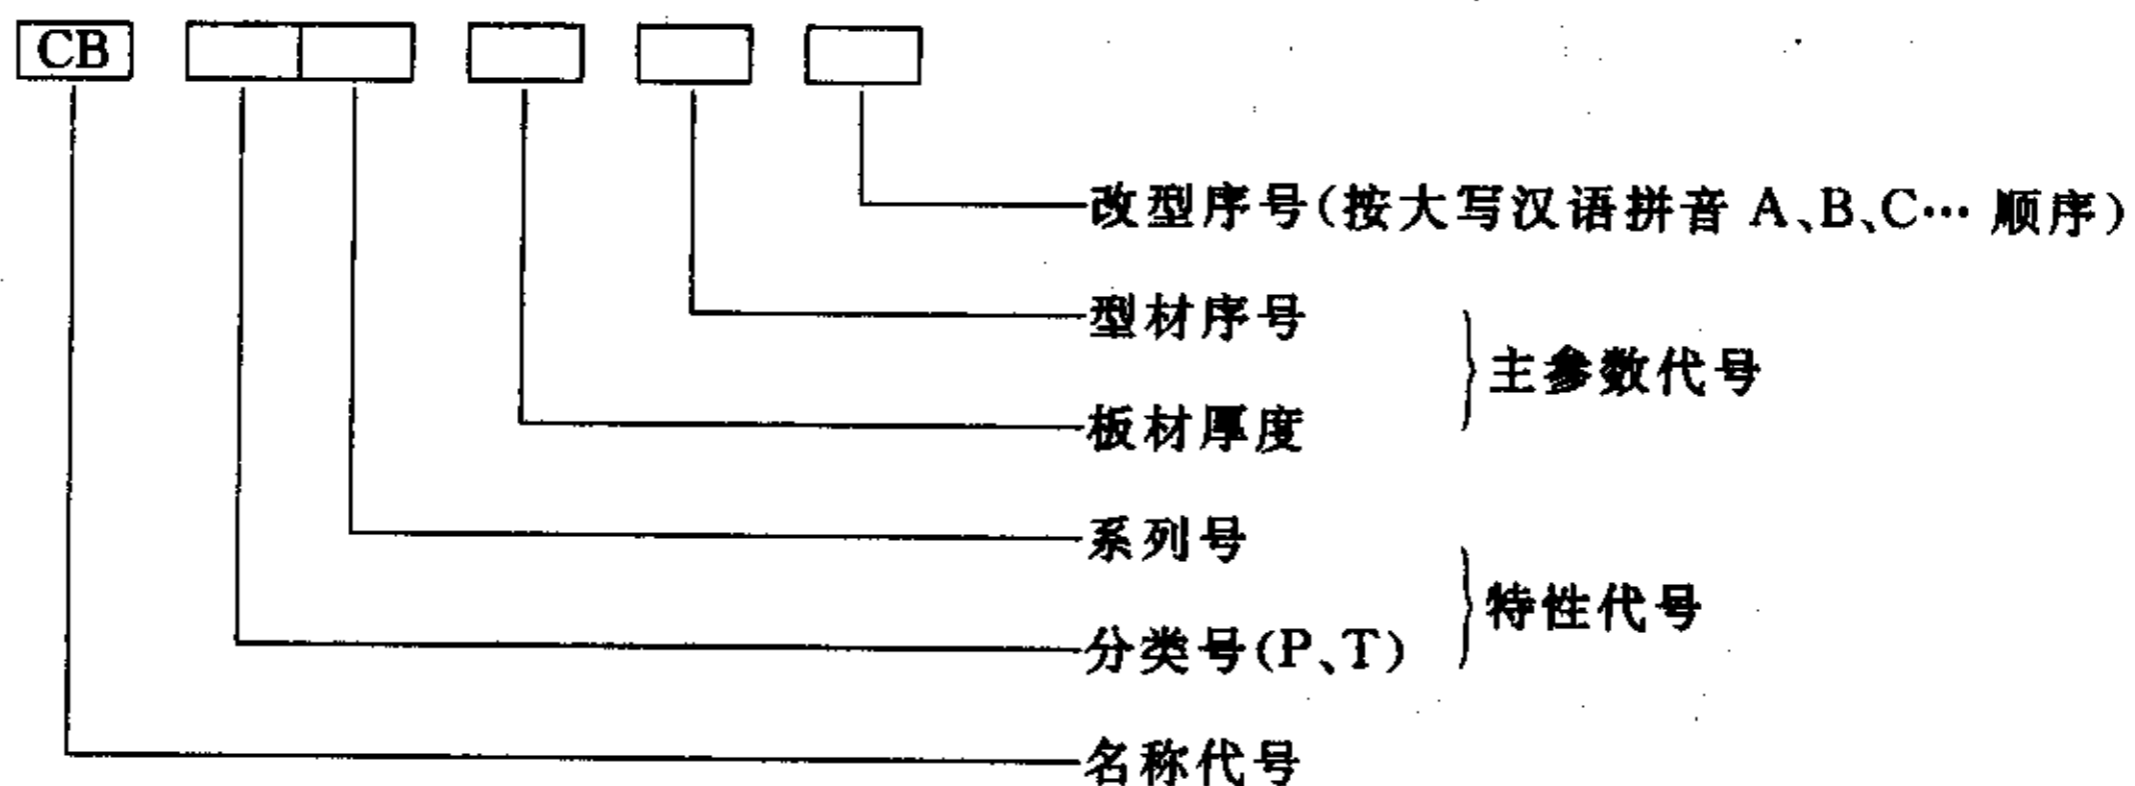 CB
改型序号(按大写汉语拼音 A、B、C… 顺序)
型材序号
主参数代号
板材厚度
系列号
特性代号
分类号(P、T)
名称代号